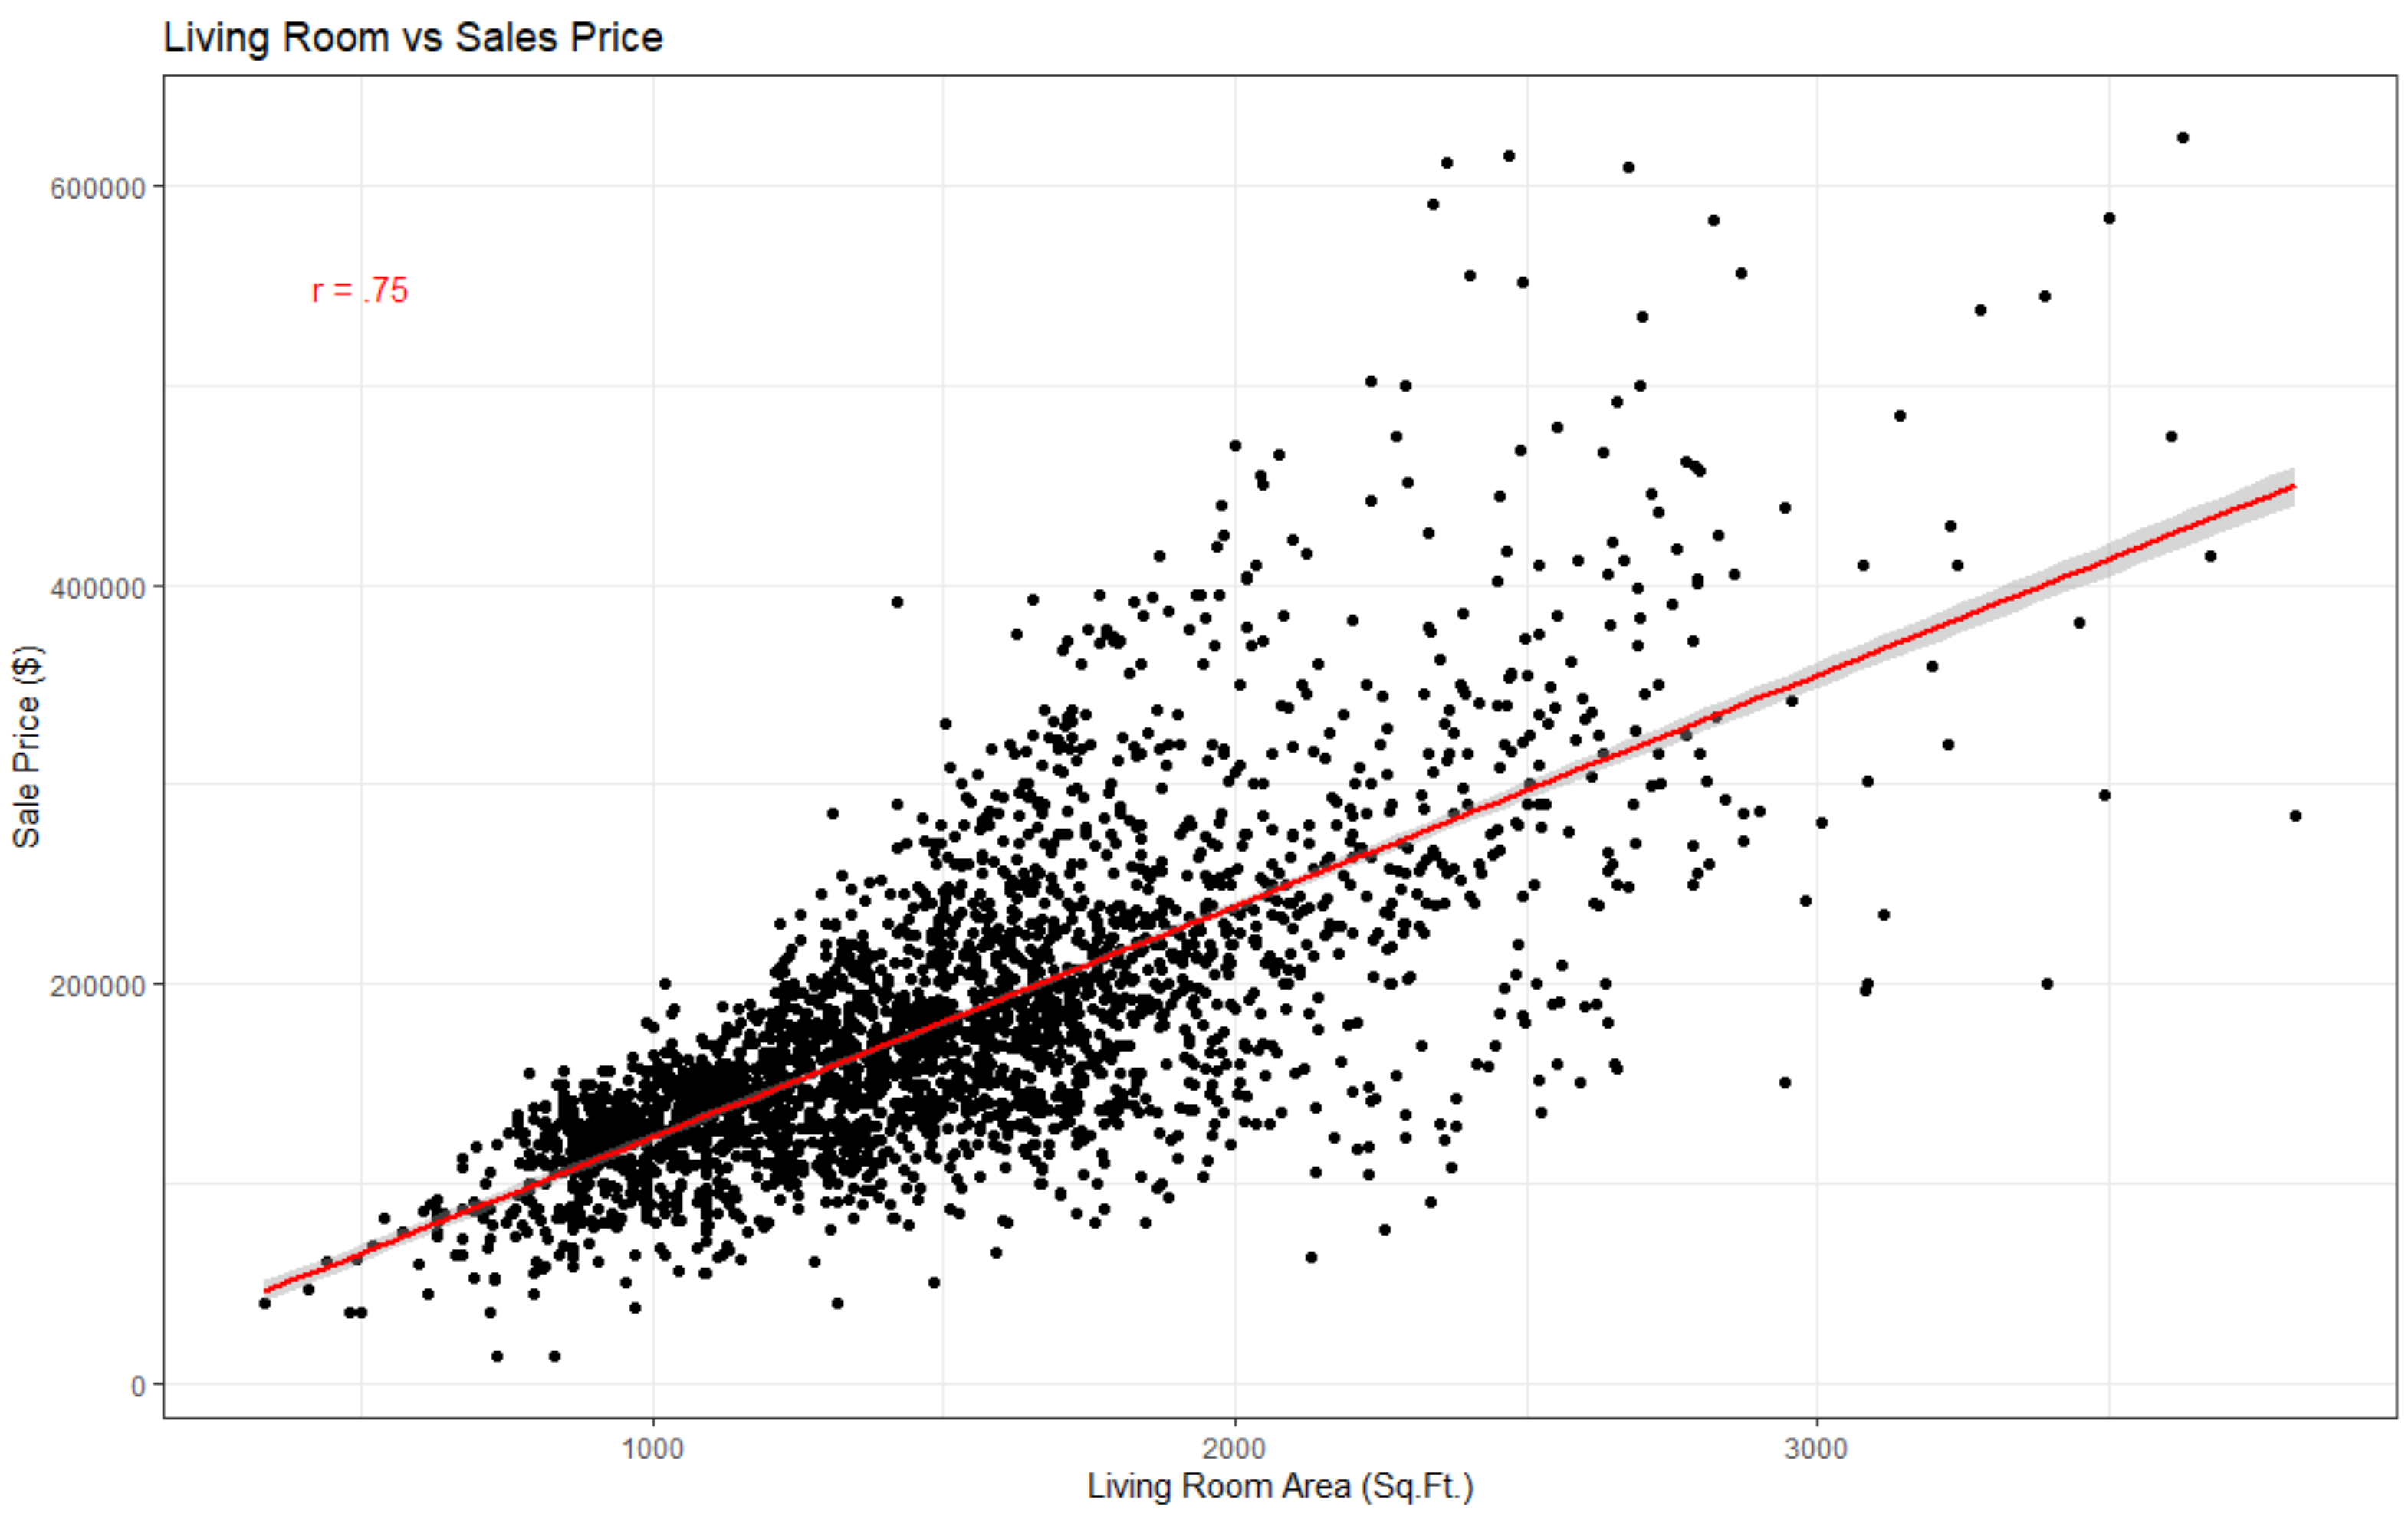 Living Room vs Sales Price
r = .75
600000
400000
200000
0
Sale Price ($)
1000 2000 3000
Living Room Area (Sq.Ft.)